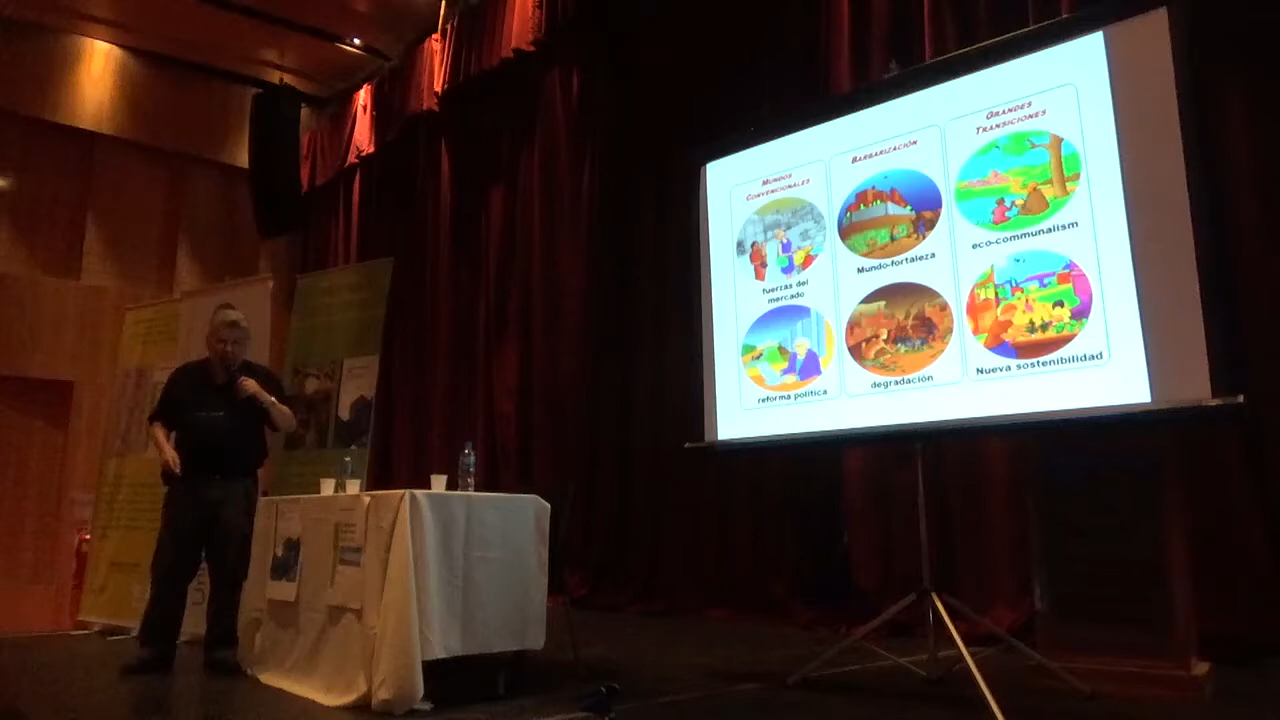 MUNDOS
CONVENCIONALES
fuerzas del
mercado
reforma política
BARBARIZACIÓN
Mundo-fortaleza
degradación
GRANDES
TRANSICIONES
eco-communalism
Nueva sostenibilidad